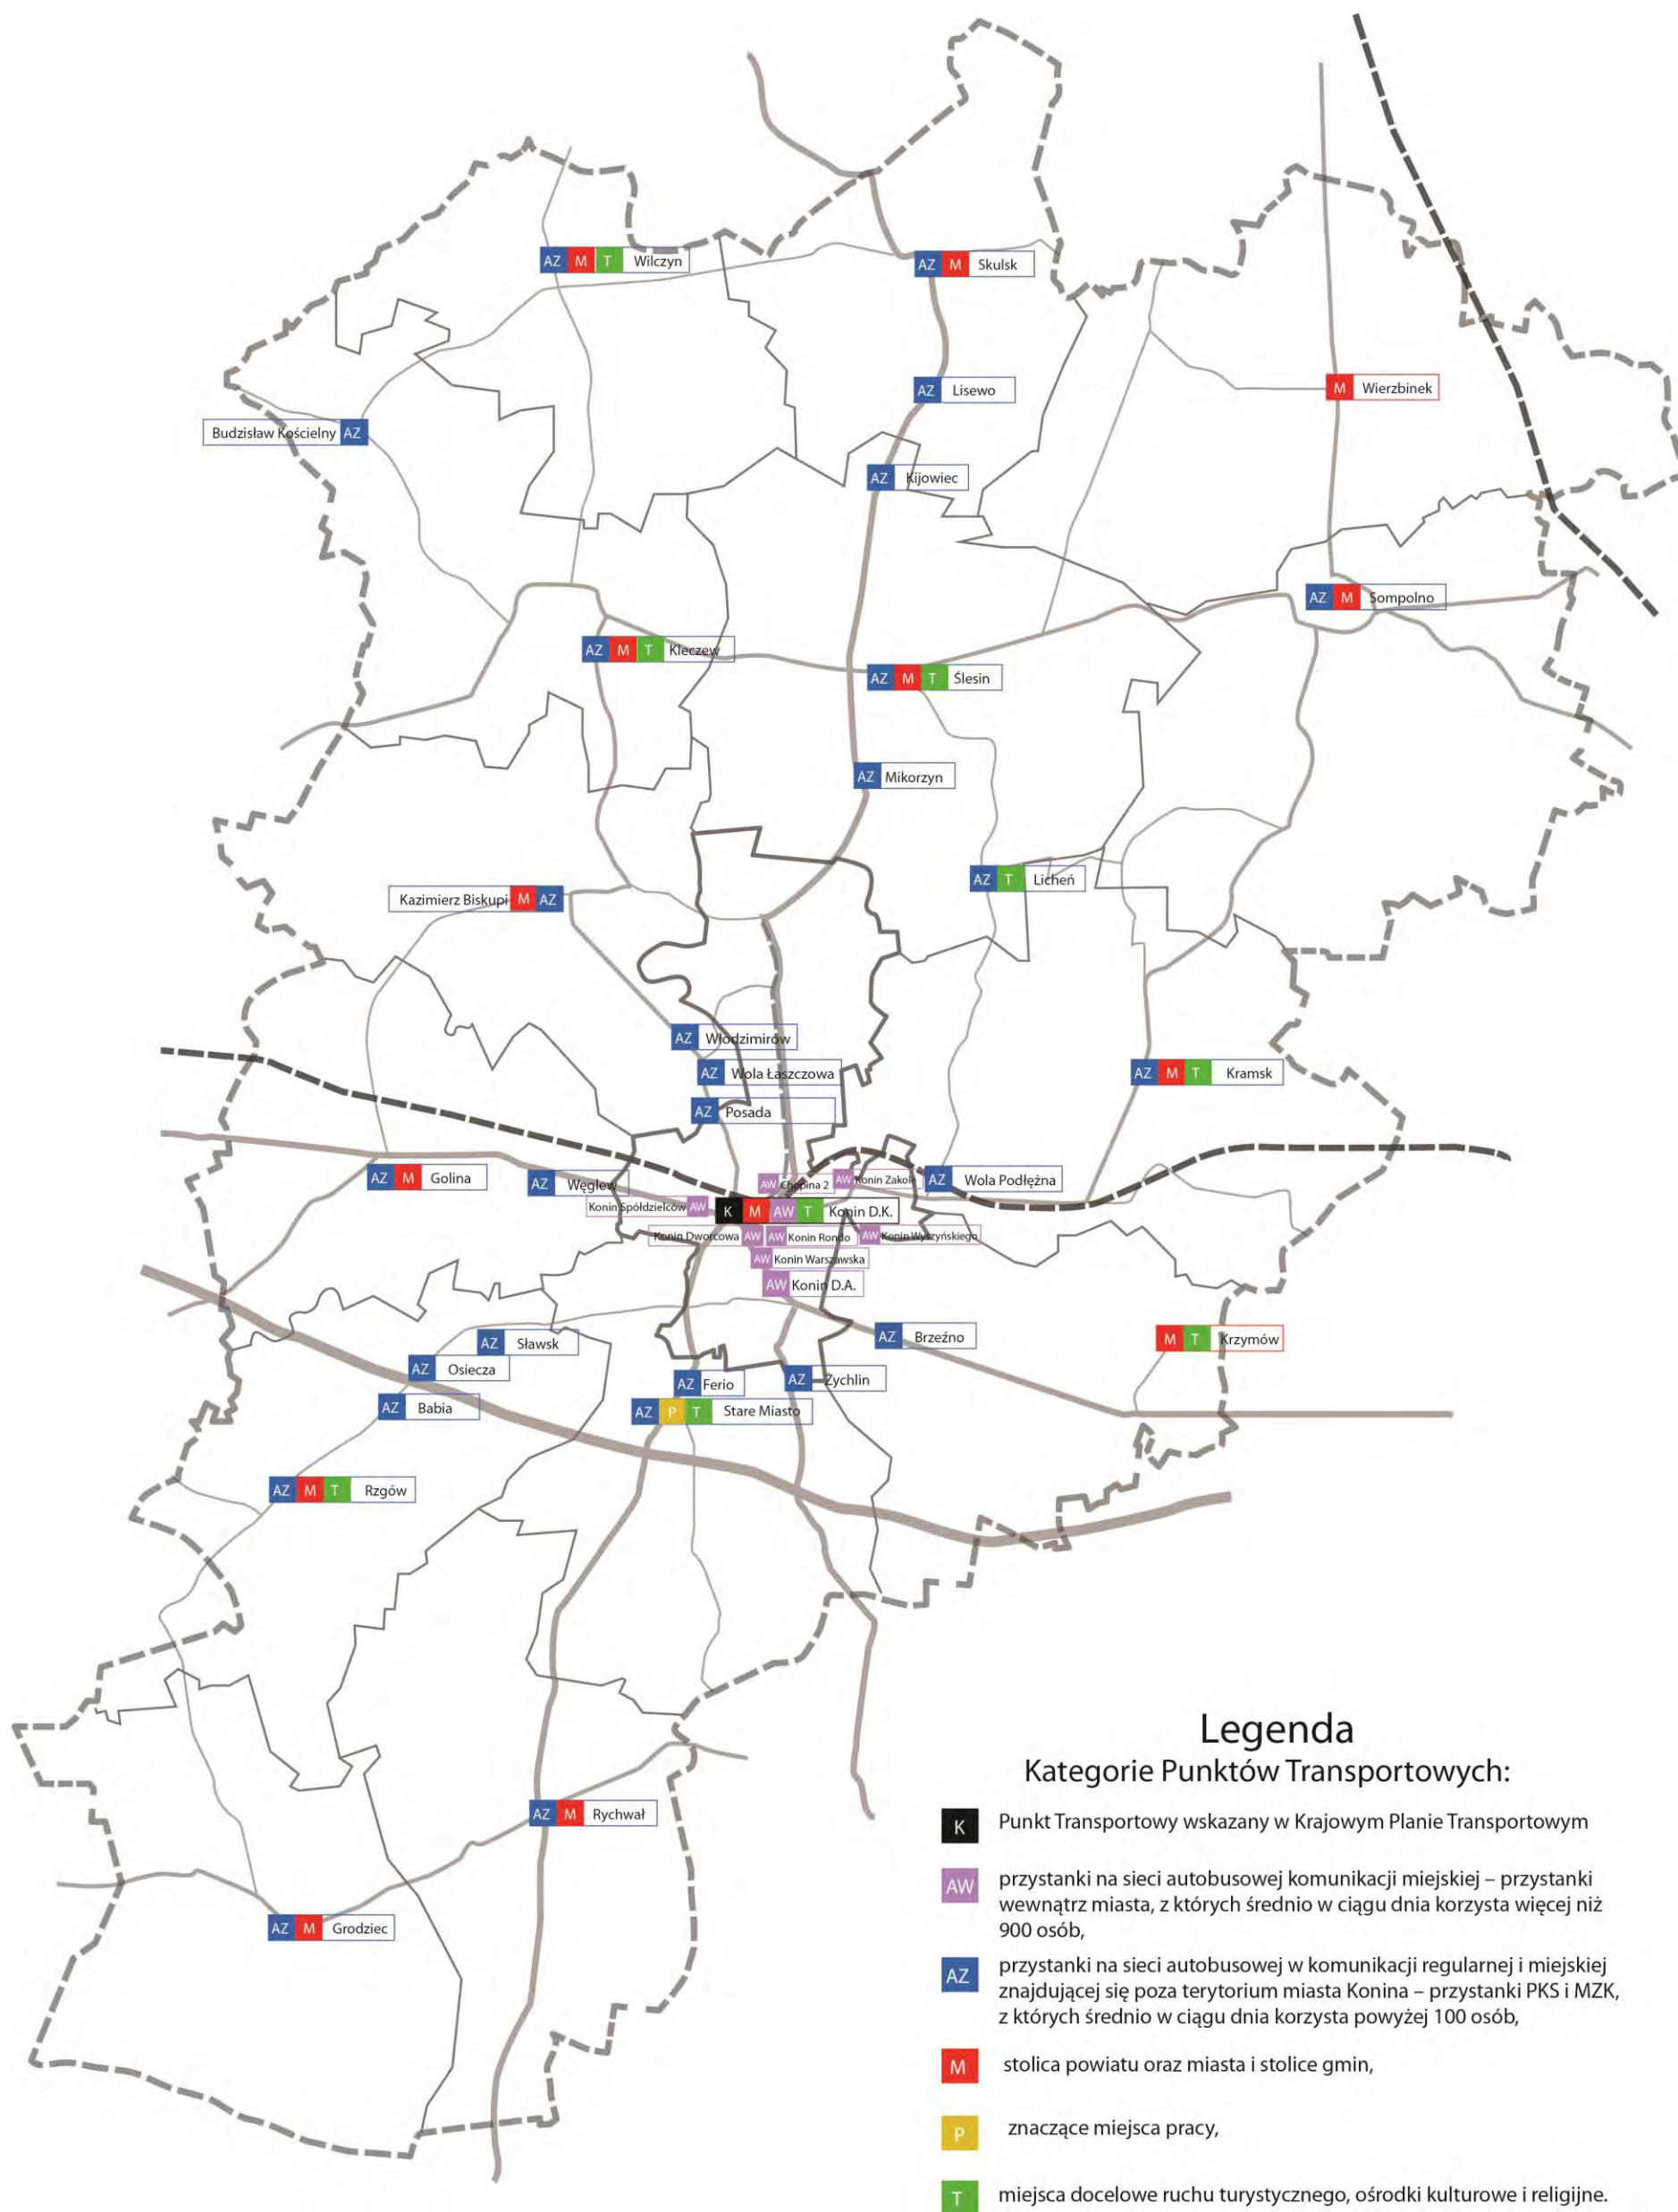 AZ M T Wilczyn
AZ M Skulsk
AZ Lisewo
M Wierzbinek
Budzisław Kościelny AZ
AZ Kijowiec
AZ M Sompolno
AZ M T Kleczew
AZ M T Ślesin
AZ Mikorzyn
AZ T Licheń
Kazimierz Biskupi M AZ
AZ Włodzimirów
AZ Wola Łaszczowa
AZ M T Kramsk
AZ Posada
AZ M Golina
AZ Węglew
AW Chopina 2
AW Konin Zakole
AZ Wola Podłężna
Konin Spółdzielców AW
K M AW T Konin D.K.
Konin Dworcowa AW
AW Konin Rondo
AW Konin Wyszyńskiego
AW Konin Warszawska
AW Konin D.A.
AZ Sławsk
AZ Brzeźno
M T Krzymów
AZ Osiecza
AZ Ferio
AZ Żychlin
AZ Babia
AZ P T Stare Miasto
AZ M T Rzgów
AZ M Rychwał
AZ M Grodziec
Legenda
Kategorie Punktów Transportowych:
K Punkt Transportowy wskazany w Krajowym Planie Transportowym
AW przystanki na sieci autobusowej komunikacji miejskiej – przystanki
wewnątrz miasta, z których średnio w ciągu dnia korzysta więcej niż
900 osób,
AZ przystanki na sieci autobusowej w komunikacji regularnej i miejskiej
znajdującej się poza terytorium miasta Konina – przystanki PKS i MZK,
z których średnio w ciągu dnia korzysta powyżej 100 osób,
M stolica powiatu oraz miasta i stolice gmin,
P znaczące miejsca pracy,
T miejsca docelowe ruchu turystycznego, ośrodki kulturowe i religijne.